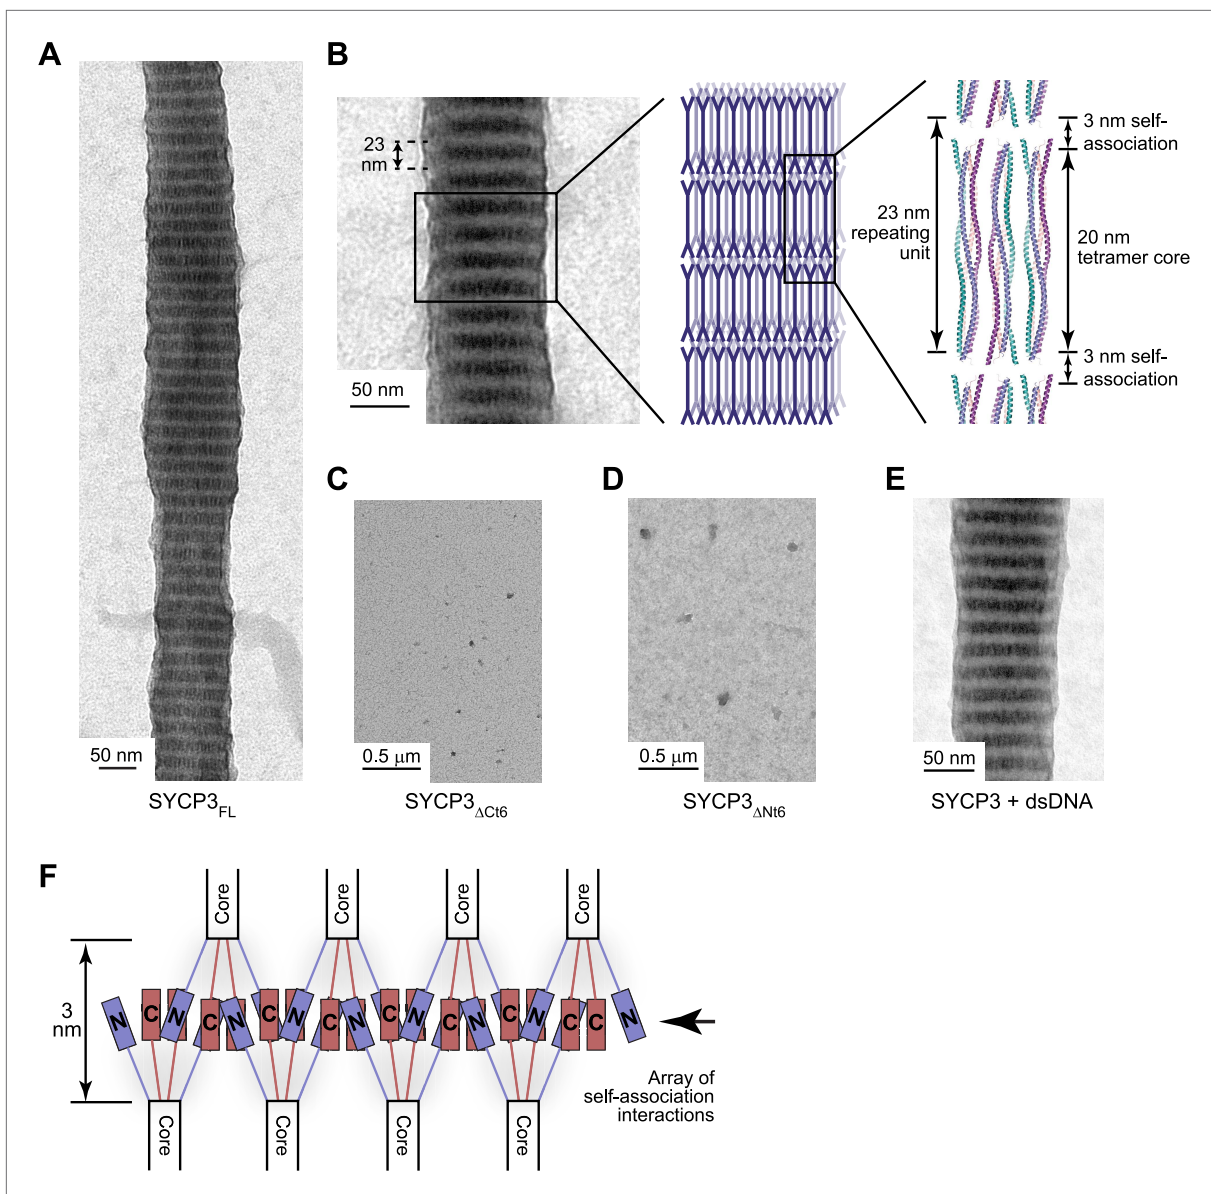 A
50 nm
SYCP3FL
B
23
nm
50 nm
23 nm
repeating
unit
3 nm self-
association
20 nm
tetramer core
3 nm self-
association
C
0.5 μm
SYCP3ΔCt6
D
0.5 μm
SYCP3ΔNt6
E
50 nm
SYCP3 + dsDNA
F
Core Core Core Core
3
nm
N C N C N C N C N C N C N C C N
Array of
self-association
interactions
Core Core Core Core